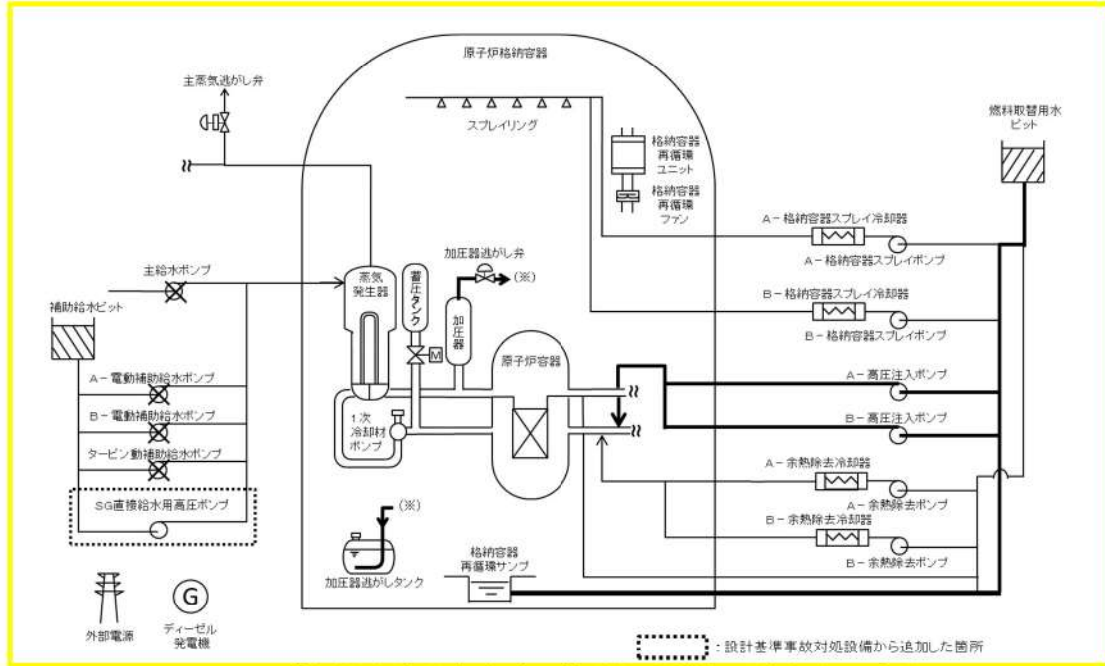 原子炉格納容器
主蒸気逃がし弁
スプレイリング
燃料取替用水
ピット
格納容器
再循環
ユニット
格納容器
再循環
ファン
A-格納容器スプレイ冷却器
A-格納容器スプレイポンプ
加圧器逃がし弁
(※)
主給水ポンプ
蒸気
発生器
蓄圧タンク
加圧器
B-格納容器スプレイ冷却器
B-格納容器スプレイポンプ
補助給水ピット
M
原子炉容器
A-電動補助給水ポンプ
A-高圧注入ポンプ
B-電動補助給水ポンプ
1次
冷却材
ポンプ
B-高圧注入ポンプ
タービン動補助給水ポンプ
A-余熱除去冷却器
SG直接給水用高圧ポンプ
(※)
A-余熱除去ポンプ
B-余熱除去冷却器
格納容器
再循環サンプ
B-余熱除去ポンプ
加圧器逃がしタンク
G
外部電源
ディーゼル
発電機
:設計基準事故対処設備から追加した箇所